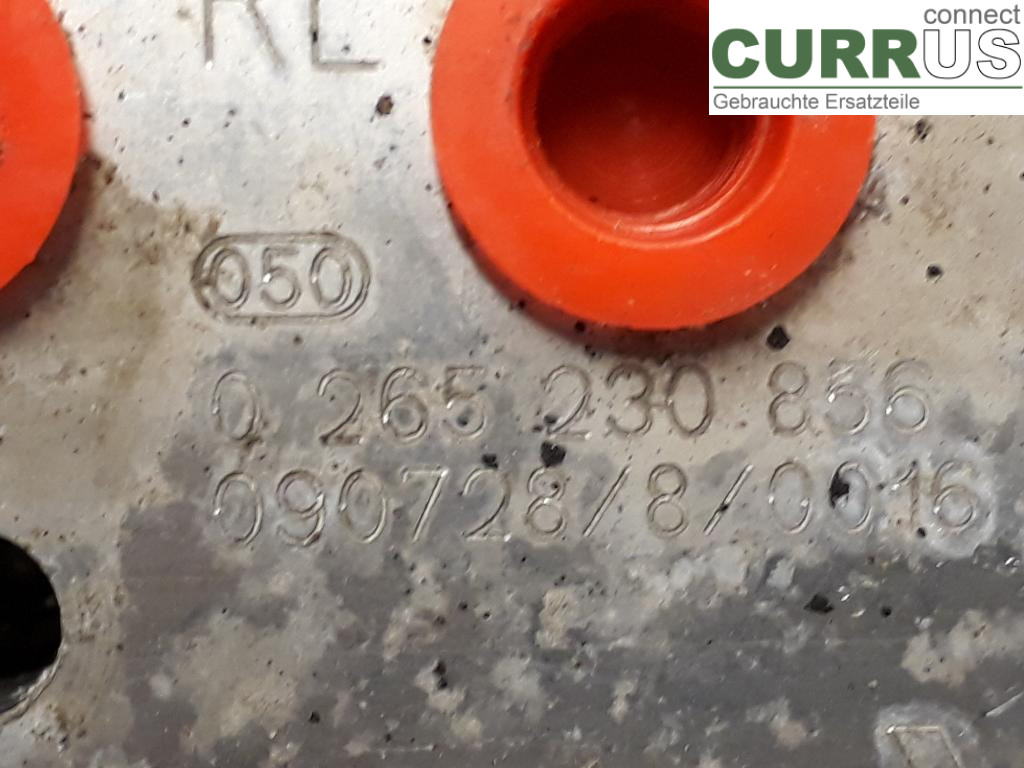 connect
CURRUS
Gebrauchte Ersatzteile
RL
050
0 265 230 856
090728/8/0016